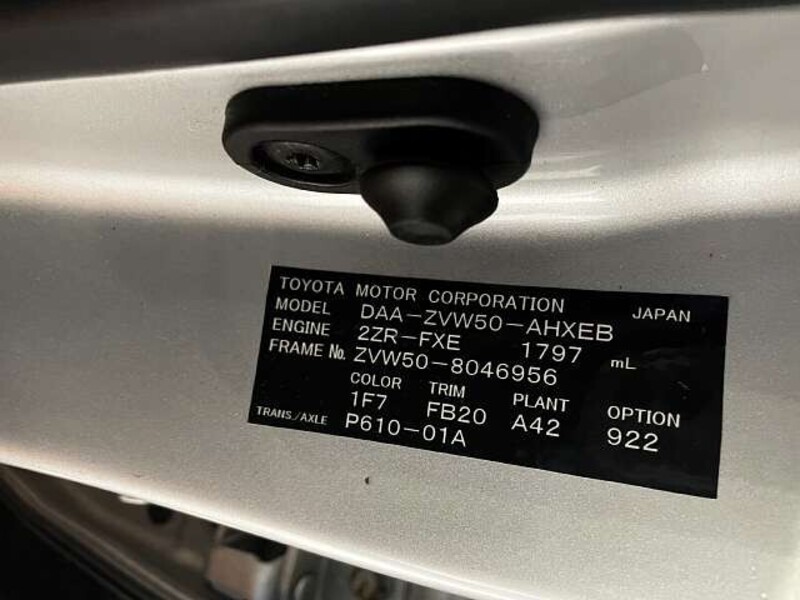 TOYOTA MOTOR CORPORATION JAPAN
MODEL DAA-ZVW50-AHXEB
ENGINE 2ZR-FXE 1797 mL
FRAME No. ZVW50-8046956
COLOR TRIM PLANT OPTION
1F7 FB20 A42 922
TRANS./AXLE P610-01A